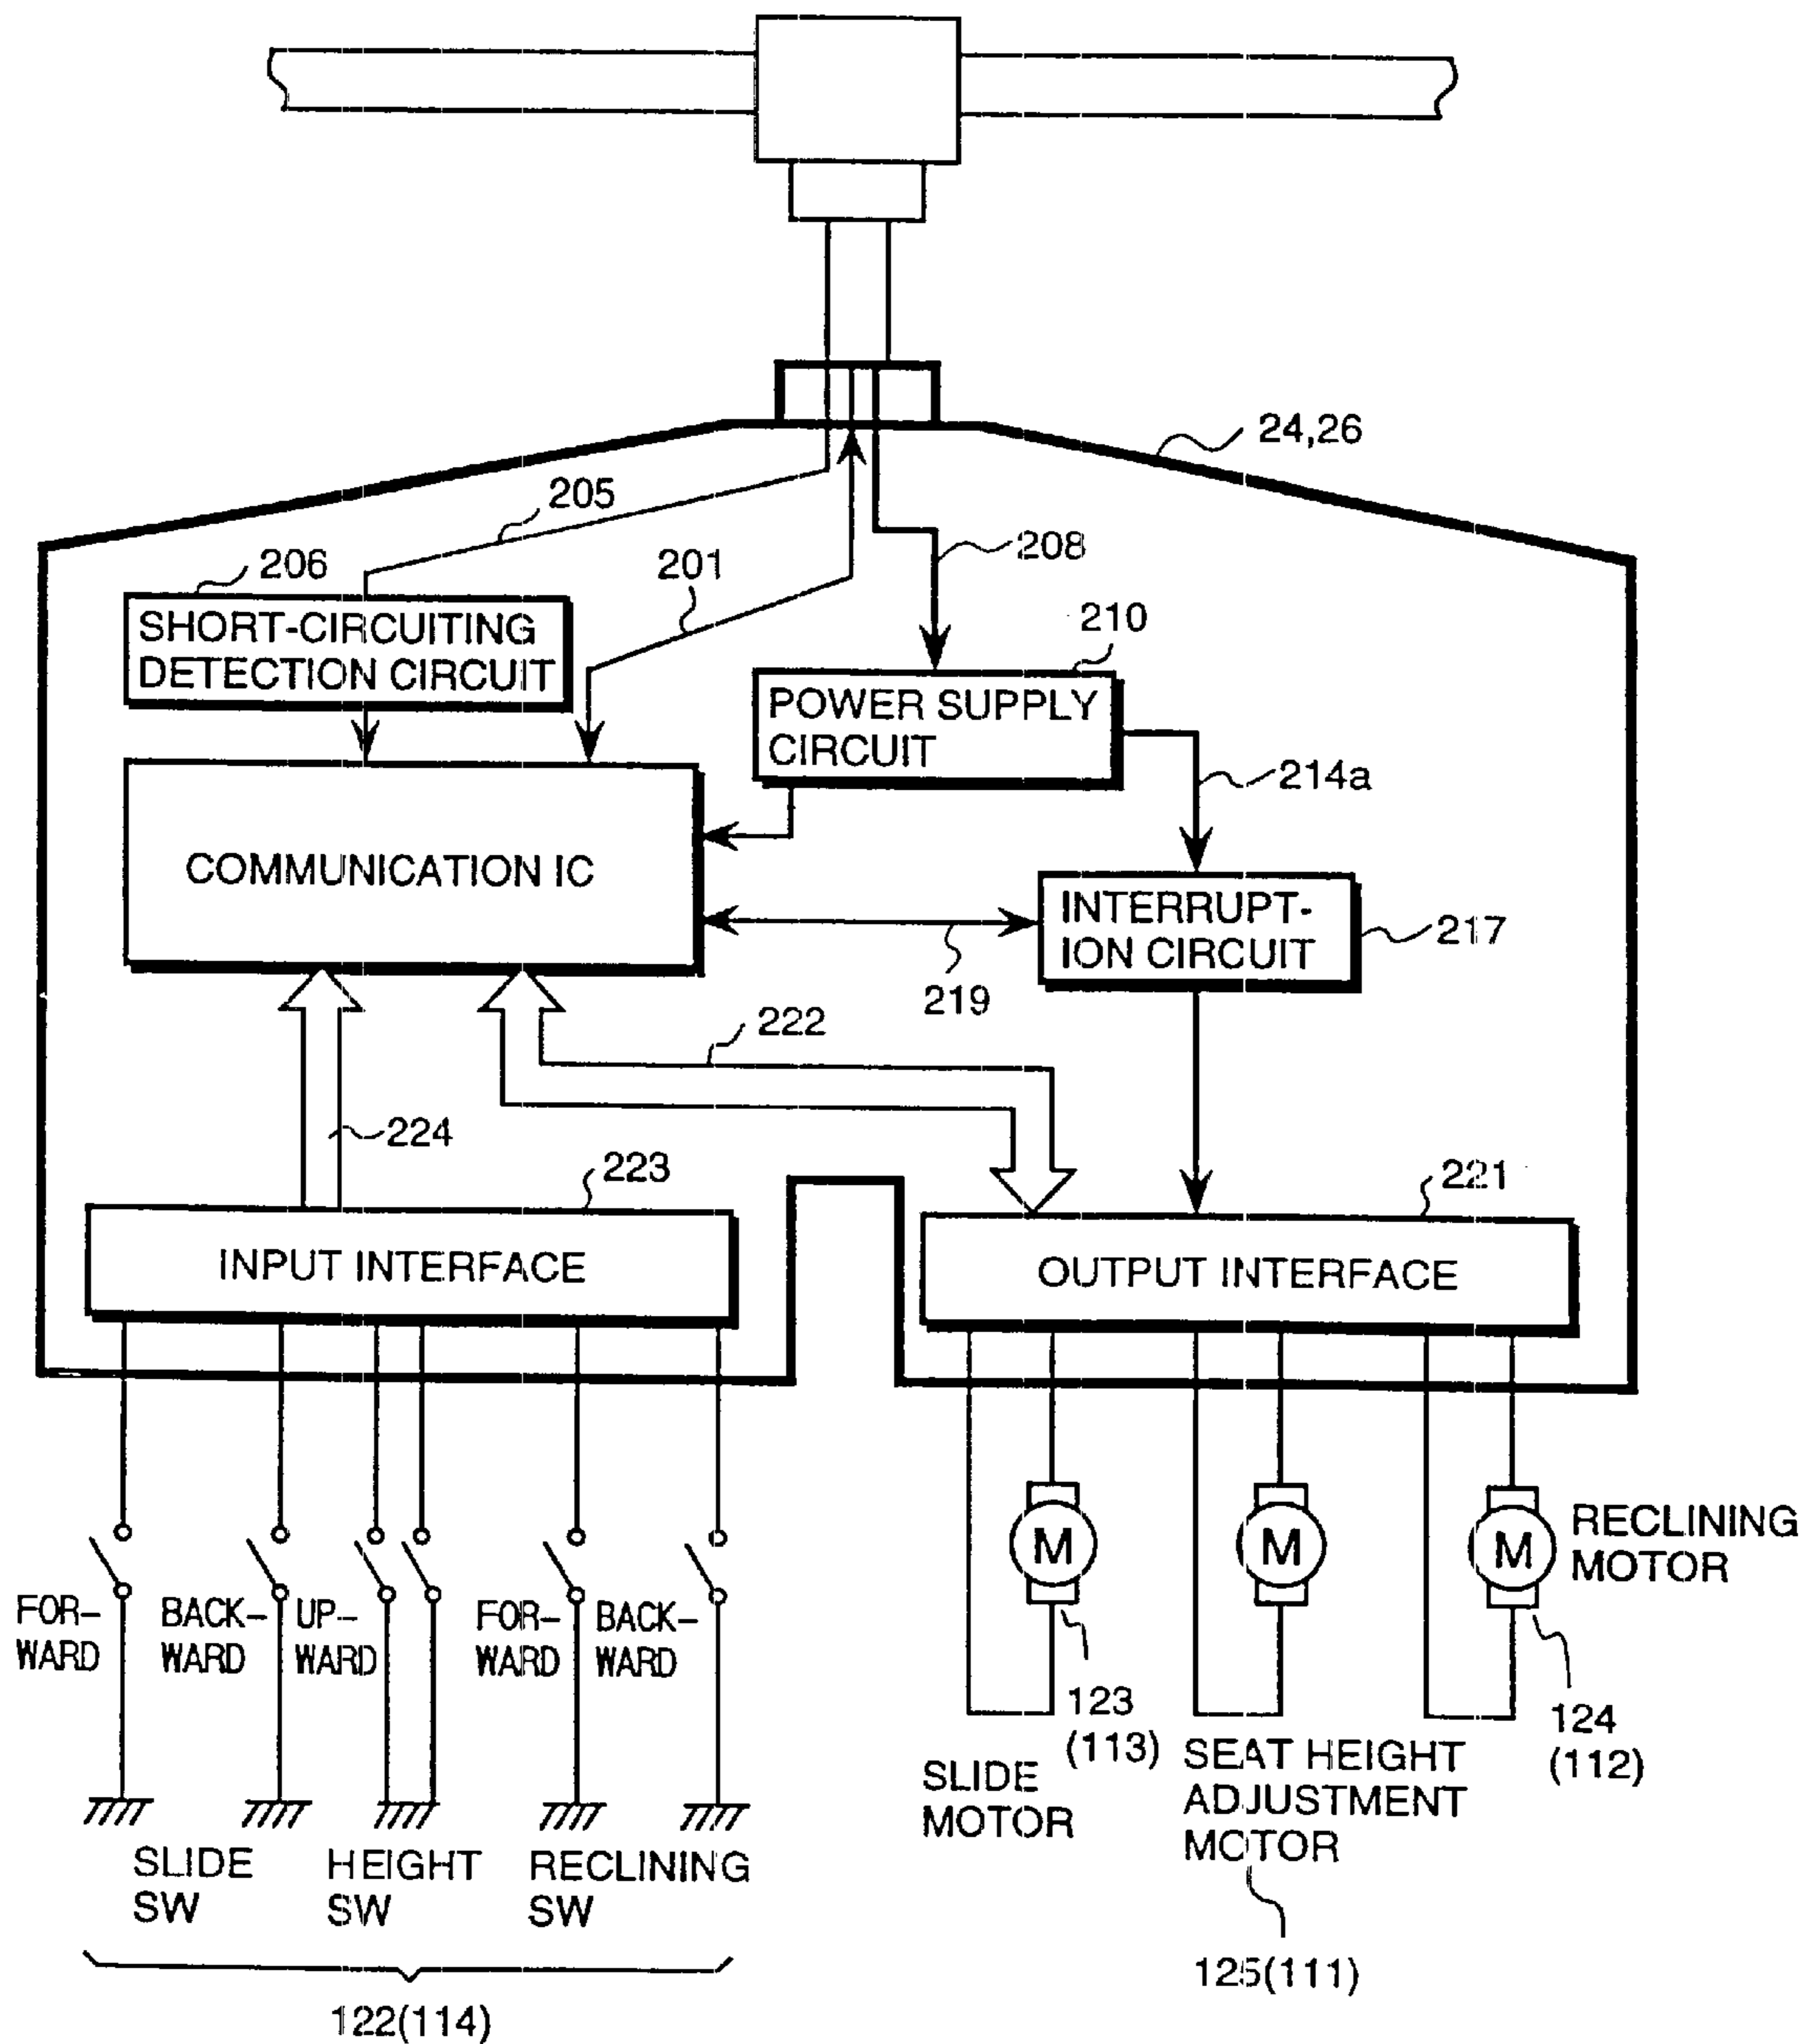 24,26
205
208
206
201
210
SHORT-CIRCUITING
DETECTION CIRCUIT
POWER SUPPLY
CIRCUIT
214a
COMMUNICATION IC
INTERRUPT-
ION CIRCUIT
217
219
222
224
223
221
INPUT INTERFACE
OUTPUT INTERFACE
FOR-
WARD
BACK-
WARD
UP-
WARD
FOR-
WARD
BACK-
WARD
M
M
M
RECLINING
MOTOR
123
(113)
124
(112)
SLIDE
MOTOR
SEAT HEIGHT
ADJUSTMENT
MOTOR
125(111)
SLIDE
SW
HEIGHT
SW
RECLINING
SW
122(114)